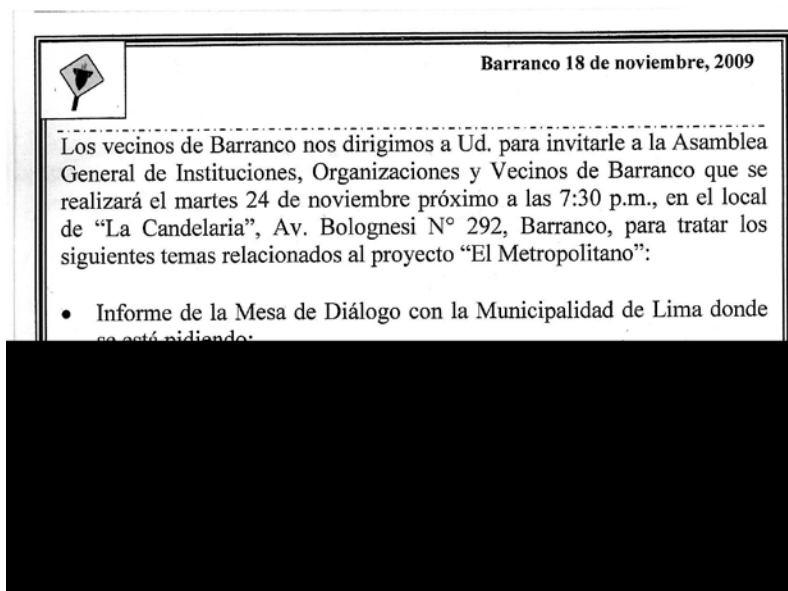 Barranco 18 de noviembre, 2009
Los vecinos de Barranco nos dirigimos a Ud. para invitarle a la Asamblea
General de Instituciones, Organizaciones y Vecinos de Barranco que se
realizará el martes 24 de noviembre próximo a las 7:30 p.m., en el local
de “La Candelaria”, Av. Bolognesi N° 292, Barranco, para tratar los
siguientes temas relacionados al proyecto “El Metropolitano”:
• Informe de la Mesa de Diálogo con la Municipalidad de Lima donde
se está pidiendo: